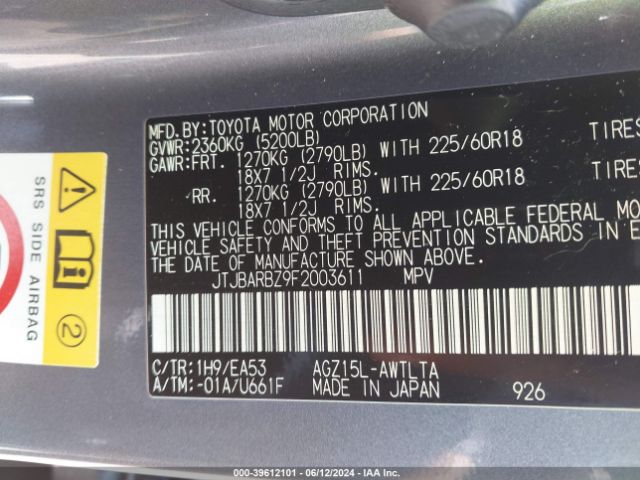 MFD.BY:TOYOTA MOTOR CORPORATION
GVWR:2360KG (5200LB)
GAWR:FRT. 1270KG (2790LB) WITH 225/60R18 TIRES
18X7 1/2J RIMS.
RR. 1270KG (2790LB) WITH 225/60R18 TIRES
18X7 1/2J RIMS.
THIS VEHICLE CONFORMS TO ALL APPLICABLE FEDERAL MO
VEHICLE SAFETY AND THEFT PREVENTION STANDARDS IN E
THE DATE OF MANUFACTURE SHOWN ABOVE.
JTJBARBZ9F2003611 MPV
C/TR:1H9/EA53 AGZ15L-AWTLTA
A/TM:-01A/U661F MADE IN JAPAN 926
SRS SIDE AIRBAG
2
000-39612101 - 06/12/2024 - IAA, LLC